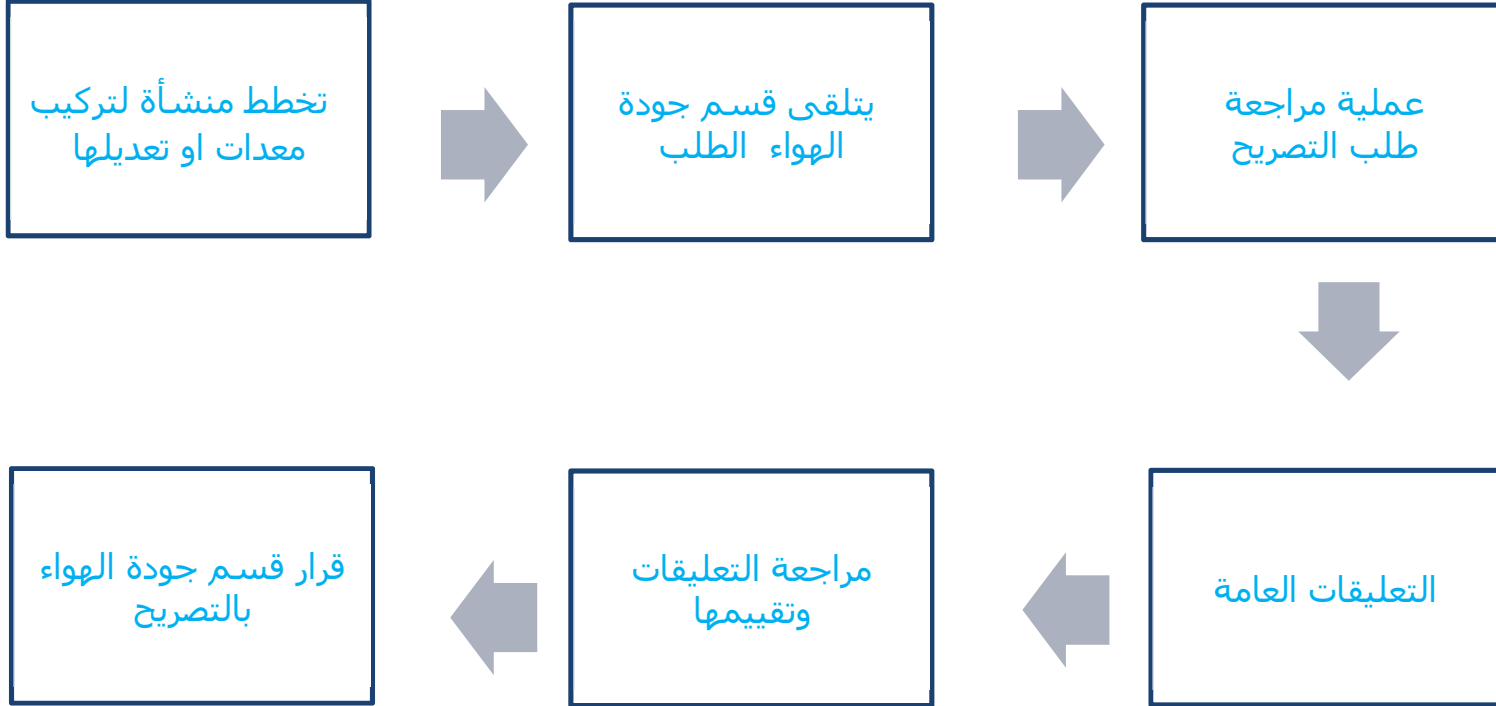 تخطط منشأة لتركيب
معدات او تعديلها
يتلقى قسم جودة
الهواء الطلب
عملية مراجعة
طلب التصريح
التعليقات العامة
مراجعة التعليقات
وتقييمها
قرار قسم جودة الهواء
بالتصريح